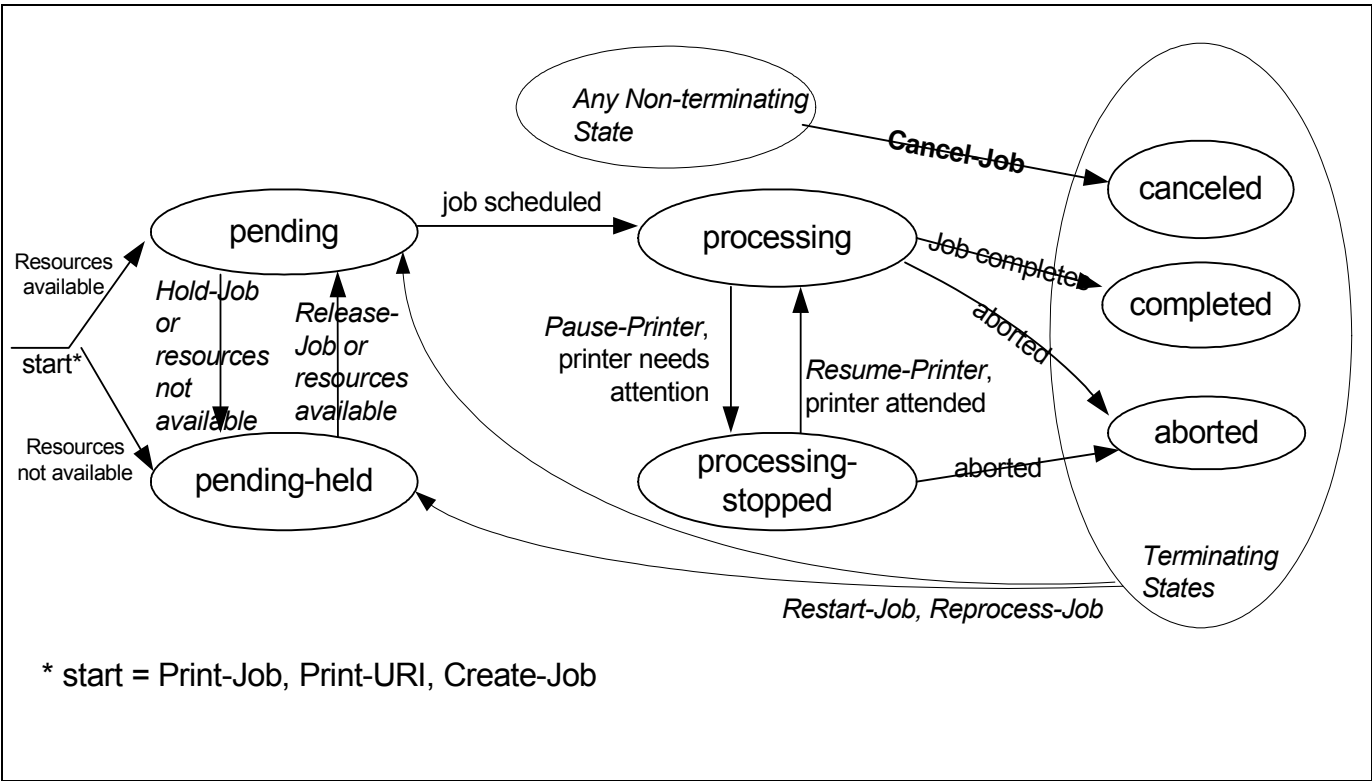 Any Non-terminating
State
Cancel-Job
canceled
job scheduled
pending
processing
Job completes
completed
Resources
available
Hold-Job
or
resources
not
available
Release-
Job or
resources
available
start*
Pause-Printer,
printer needs
attention
Resume-Printer,
printer attended
aborted
aborted
Resources
not available
pending-held
processing-
stopped
aborted
Terminating
States
Restart-Job, Reprocess-Job
* start = Print-Job, Print-URI, Create-Job